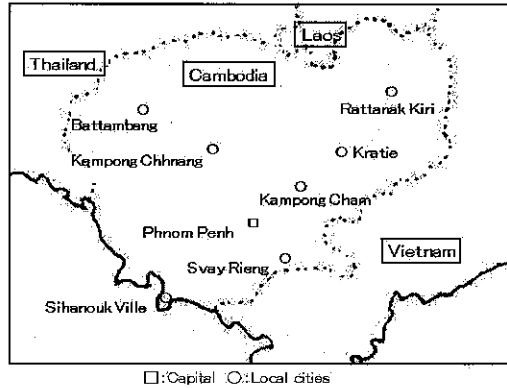 Laos
Thailand
Cambodia
Rattanak Kiri
Battambang
Kampong Chhnang
Kratie
Kampong Cham
Phnom Penh
Vietnam
Svay Rieng
Sihanouk Ville
□:Capital ○:Local cities